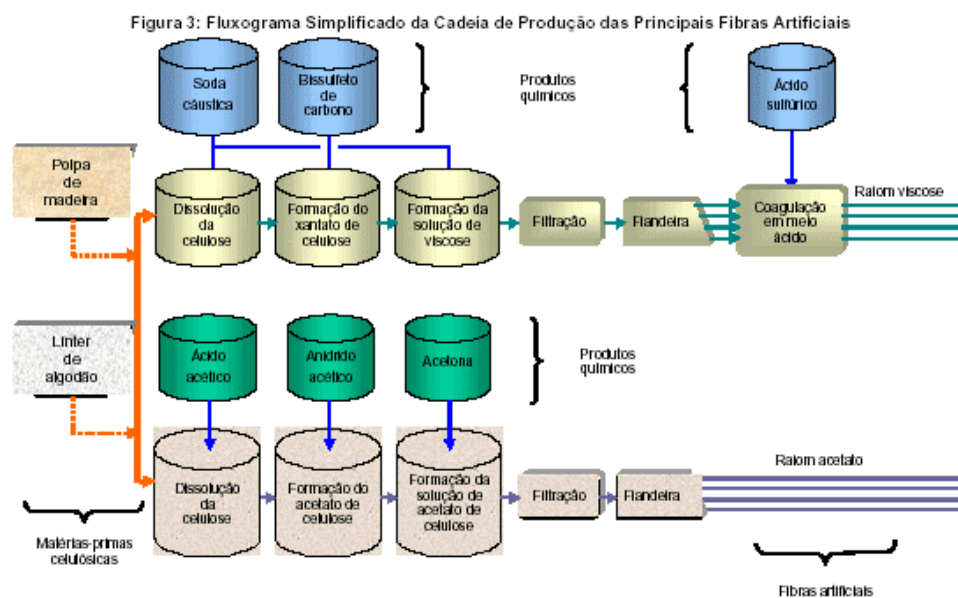 Figura 3: Fluxograma Simplificado da Cadeia de Produção das Principais Fibras Artificiais
Soda
cáustica
Bissulfeto
de
carbono
Produtos
químicos
Ácido
sulfúrico
Polpa
de
madeira
Dissolução
da
celulose
Formação do
xantato de
celulose
Formação da
solução de
viscose
Filtração
Fiandeira
Coagulação
em meio
ácido
Raiom viscose
Línter
de
algodão
Ácido
acético
Anidrido
acético
Acetona
Produtos
químicos
Dissolução
da
celulose
Formação do
acetato de
celulose
Formação da
solução de
acetato de
celulose
Filtração
Fiandeira
Raiom acetato
Matérias-primas
celulósicas
Fibras artificiais